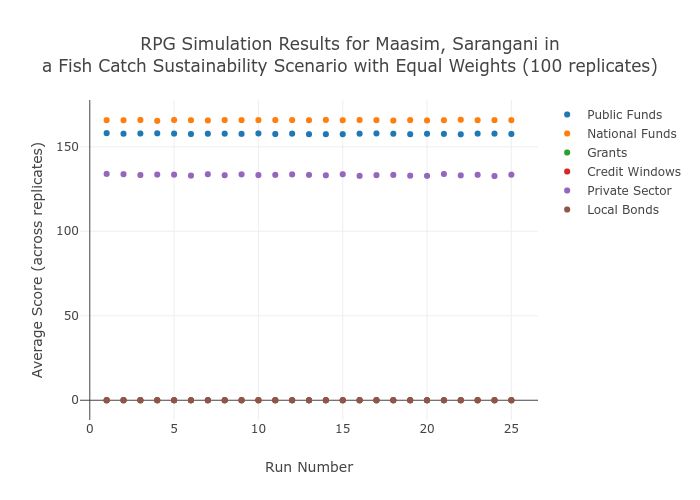 RPG Simulation Results for Maasim, Sarangani in
a Fish Catch Sustainability Scenario with Equal Weights (100 replicates)
Public Funds
National Funds
Grants
Credit Windows
Private Sector
Local Bonds
Average Score (across replicates)
150
100
50
0
0 5 10 15 20 25
Run Number